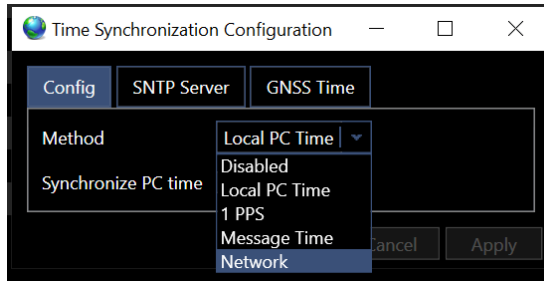 Time Synchronization Configuration
Config SNTP Server GNSS Time
Method Local PC Time
Disabled
Synchronize PC time Local PC Time
1 PPS
Message Time
Cancel Apply
Network